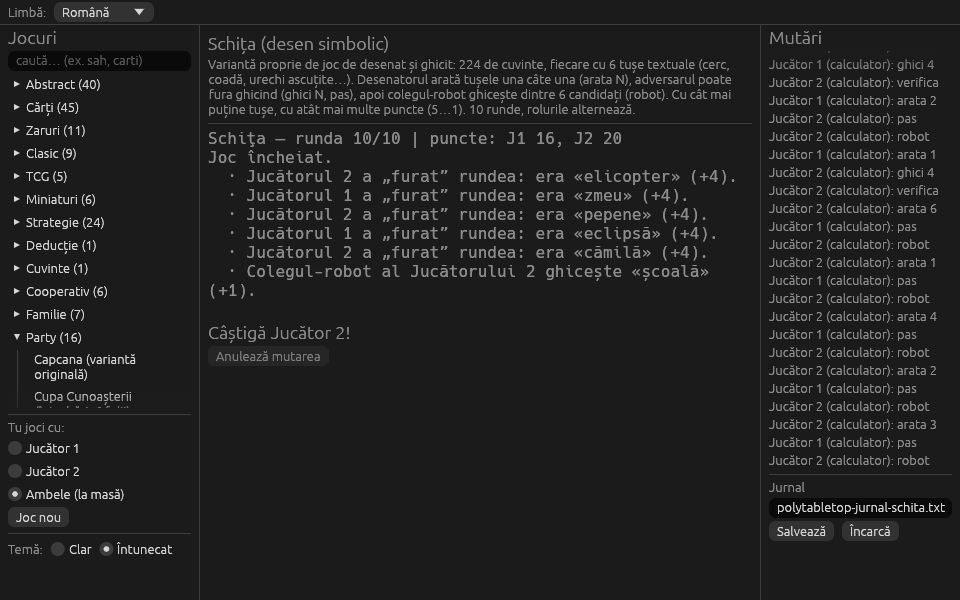 Limbă: Română
Jocuri
caută... (ex. sah, carti)
Abstract (40)
Cărți (45)
Zaruri (11)
Clasic (9)
TCG (5)
Miniaturi (6)
Strategie (24)
Deducție (1)
Cuvinte (1)
Cooperativ (6)
Familie (7)
Party (16)
Capcana (variantă
originală)
Cupa Cunoașterii
Tu joci cu:
Jucător 1
Jucător 2
Ambele (la masă)
Joc nou
Temă: Clar Întunecat
Schița (desen simbolic)
Variantă proprie de joc de desenat și ghicit: 224 de cuvinte, fiecare cu 6 tușe textuale (cerc,
coadă, urechi ascuțite…). Desenatorul arată tușele una câte una (arata N), adversarul poate
fura ghicind (ghici N, pas), apoi colegul-robot ghicește dintre 6 candidați (robot). Cu cât mai
puține tușe, cu atât mai multe puncte (5…1). 10 runde, rolurile alternează.
Schița — runda 10/10 | puncte: J1 16, J2 20
Joc încheiat.
· Jucătorul 2 a „furat” rundea: era «elicopter» (+4).
· Jucătorul 1 a „furat” rundea: era «zmeu» (+4).
· Jucătorul 2 a „furat” rundea: era «pepene» (+4).
· Jucătorul 1 a „furat” rundea: era «eclipsă» (+4).
· Jucătorul 2 a „furat” rundea: era «cămilă» (+4).
· Colegul-robot al Jucătorului 2 ghicește «școală»
(+1).
Câștigă Jucător 2!
Anulează mutarea
Mutări
Jucător 1 (calculator): ghici 4
Jucător 2 (calculator): verifica
Jucător 1 (calculator): arata 2
Jucător 2 (calculator): pas
Jucător 2 (calculator): robot
Jucător 1 (calculator): arata 1
Jucător 2 (calculator): ghici 4
Jucător 2 (calculator): verifica
Jucător 2 (calculator): arata 6
Jucător 1 (calculator): pas
Jucător 2 (calculator): robot
Jucător 2 (calculator): arata 1
Jucător 1 (calculator): pas
Jucător 2 (calculator): robot
Jucător 2 (calculator): arata 4
Jucător 1 (calculator): pas
Jucător 2 (calculator): robot
Jucător 2 (calculator): arata 2
Jucător 1 (calculator): pas
Jucător 2 (calculator): robot
Jucător 2 (calculator): arata 3
Jucător 1 (calculator): pas
Jucător 2 (calculator): robot
Jurnal
polytabletop-jurnal-schita.txt
Salvează Încarcă